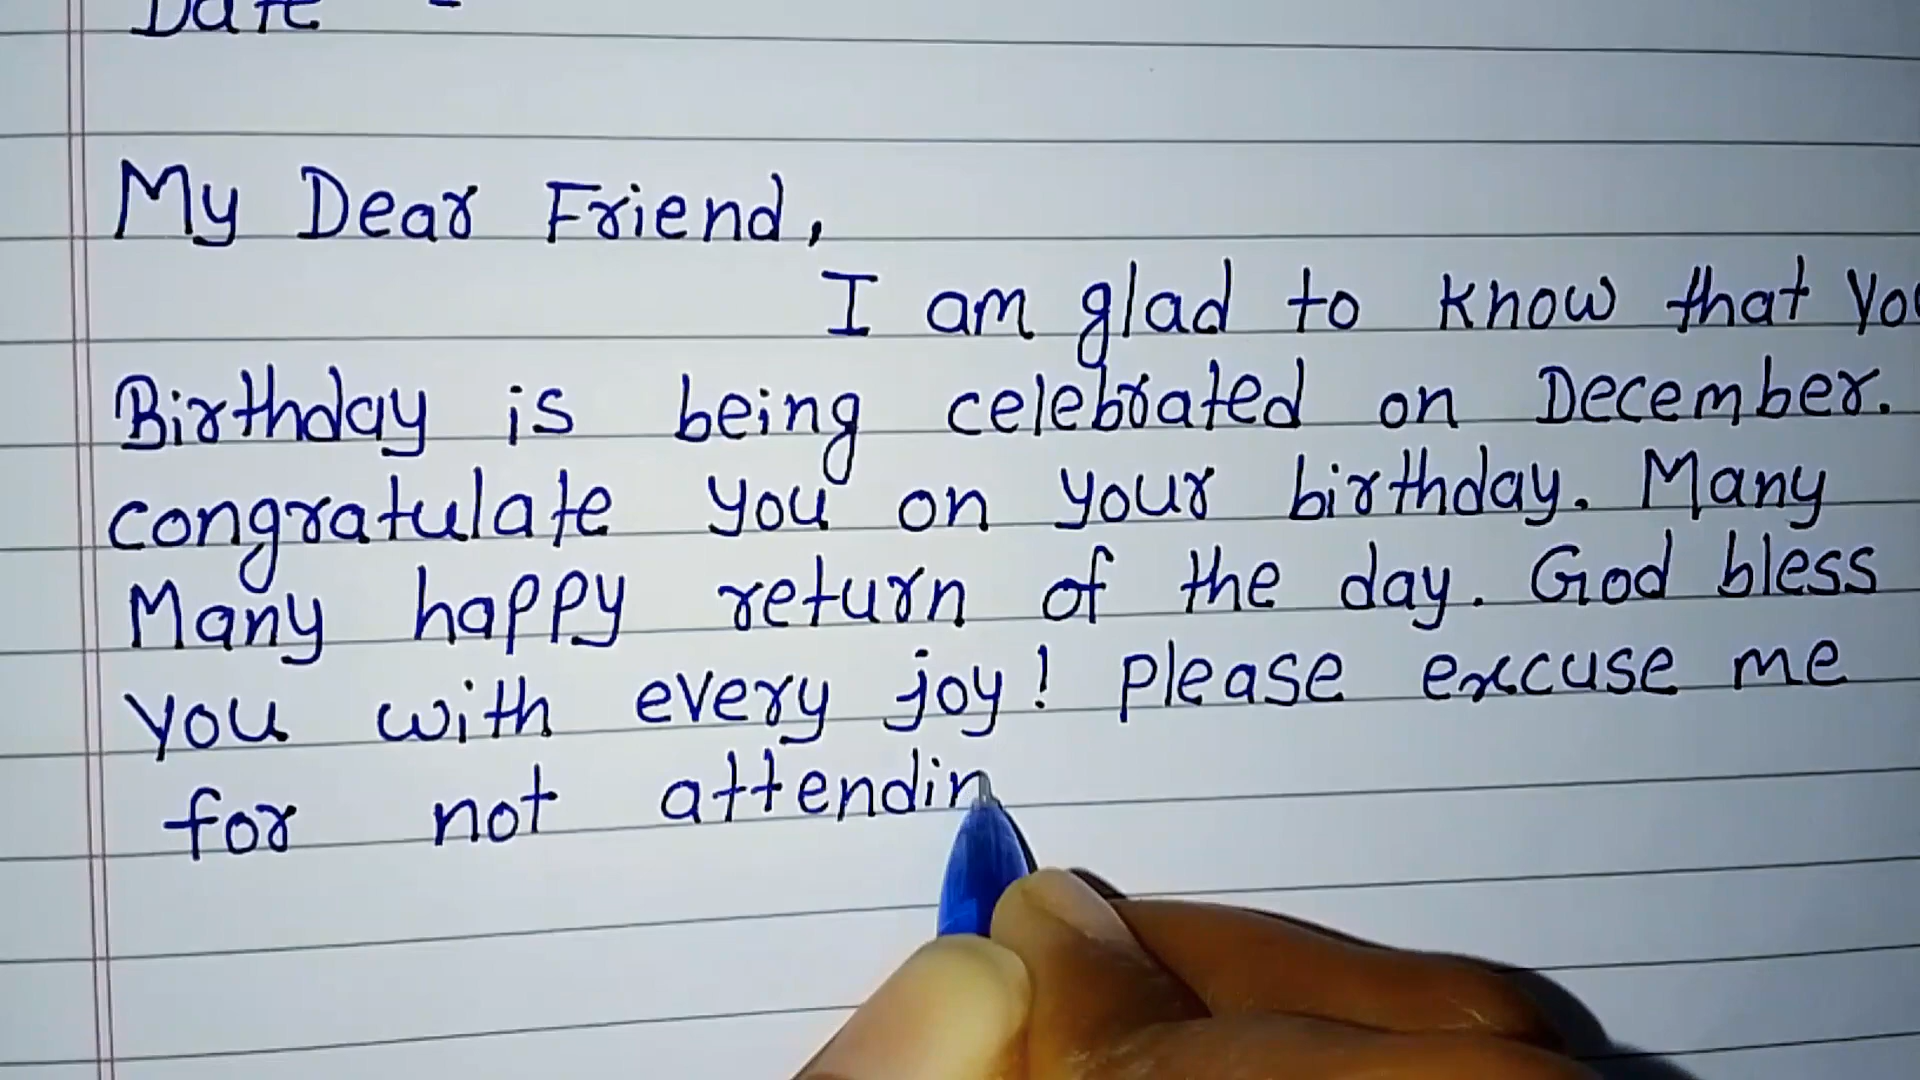 Date -
My Dear Friend,
I am glad to know that You
Birthday is being celebrated on December.
congratulate you on your birthday. Many
Many happy return of the day. God bless
you with every joy! Please excuse me
for not attendin